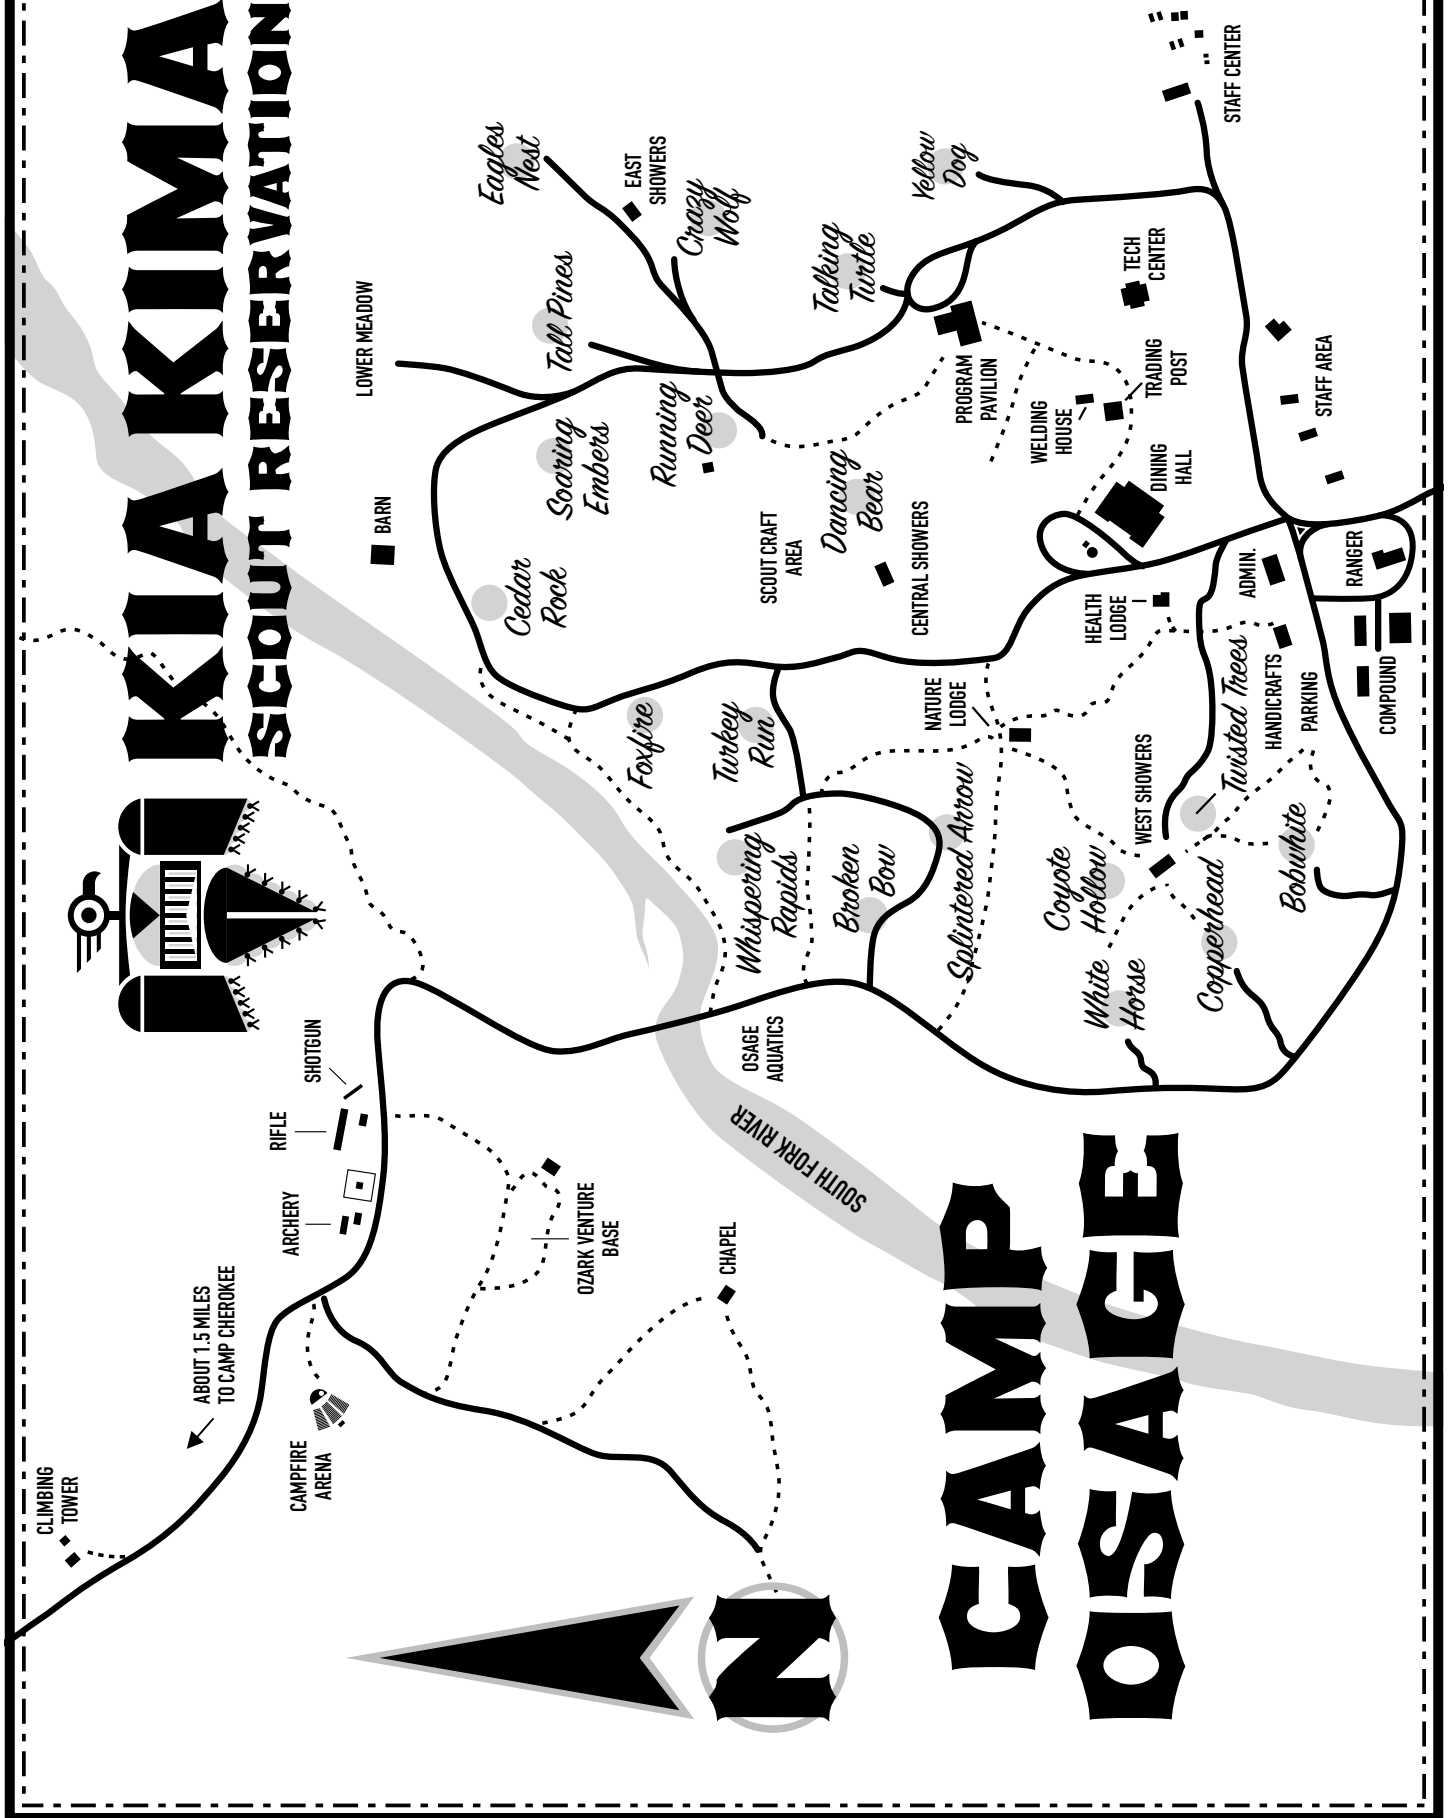 KIA KIMA
SCOUT RESERVATION
CLIMBING
TOWER
ABOUT 1.5 MILES
TO CAMP CHEROKEE
CAMPFIRE
ARENA
ARCHERY
RIFLE
SHOTGUN
OZARK VENTURE
BASE
CHAPEL
SOUTH FORK RIVER
OSAGE
AQUATICS
BARN
LOWER MEADOW
Eagles
Nest
EAST
SHOWERS
Crazy
Wolf
Tall Pines
Soaring
Embers
Running
Deer
Cedar
Rock
Foxfire
Turkey
Run
Whispering
Rapids
Broken
Bow
Splintered Arrow
SCOUT CRAFT
AREA
Dancing
Bear
CENTRAL SHOWERS
Talking
Turtle
Yellow
Dog
PROGRAM
PAVILION
TECH
CENTER
WELDING
HOUSE
TRADING
POST
DINING
HALL
STAFF CENTER
STAFF AREA
NATURE
LODGE
HEALTH
LODGE
ADMIN.
RANGER
HANDICRAFTS
PARKING
COMPOUND
WEST SHOWERS
Twisted Trees
Coyote
Hollow
White
Horse
Copperhead
Bobwhite
N
CAMP
OSAGE